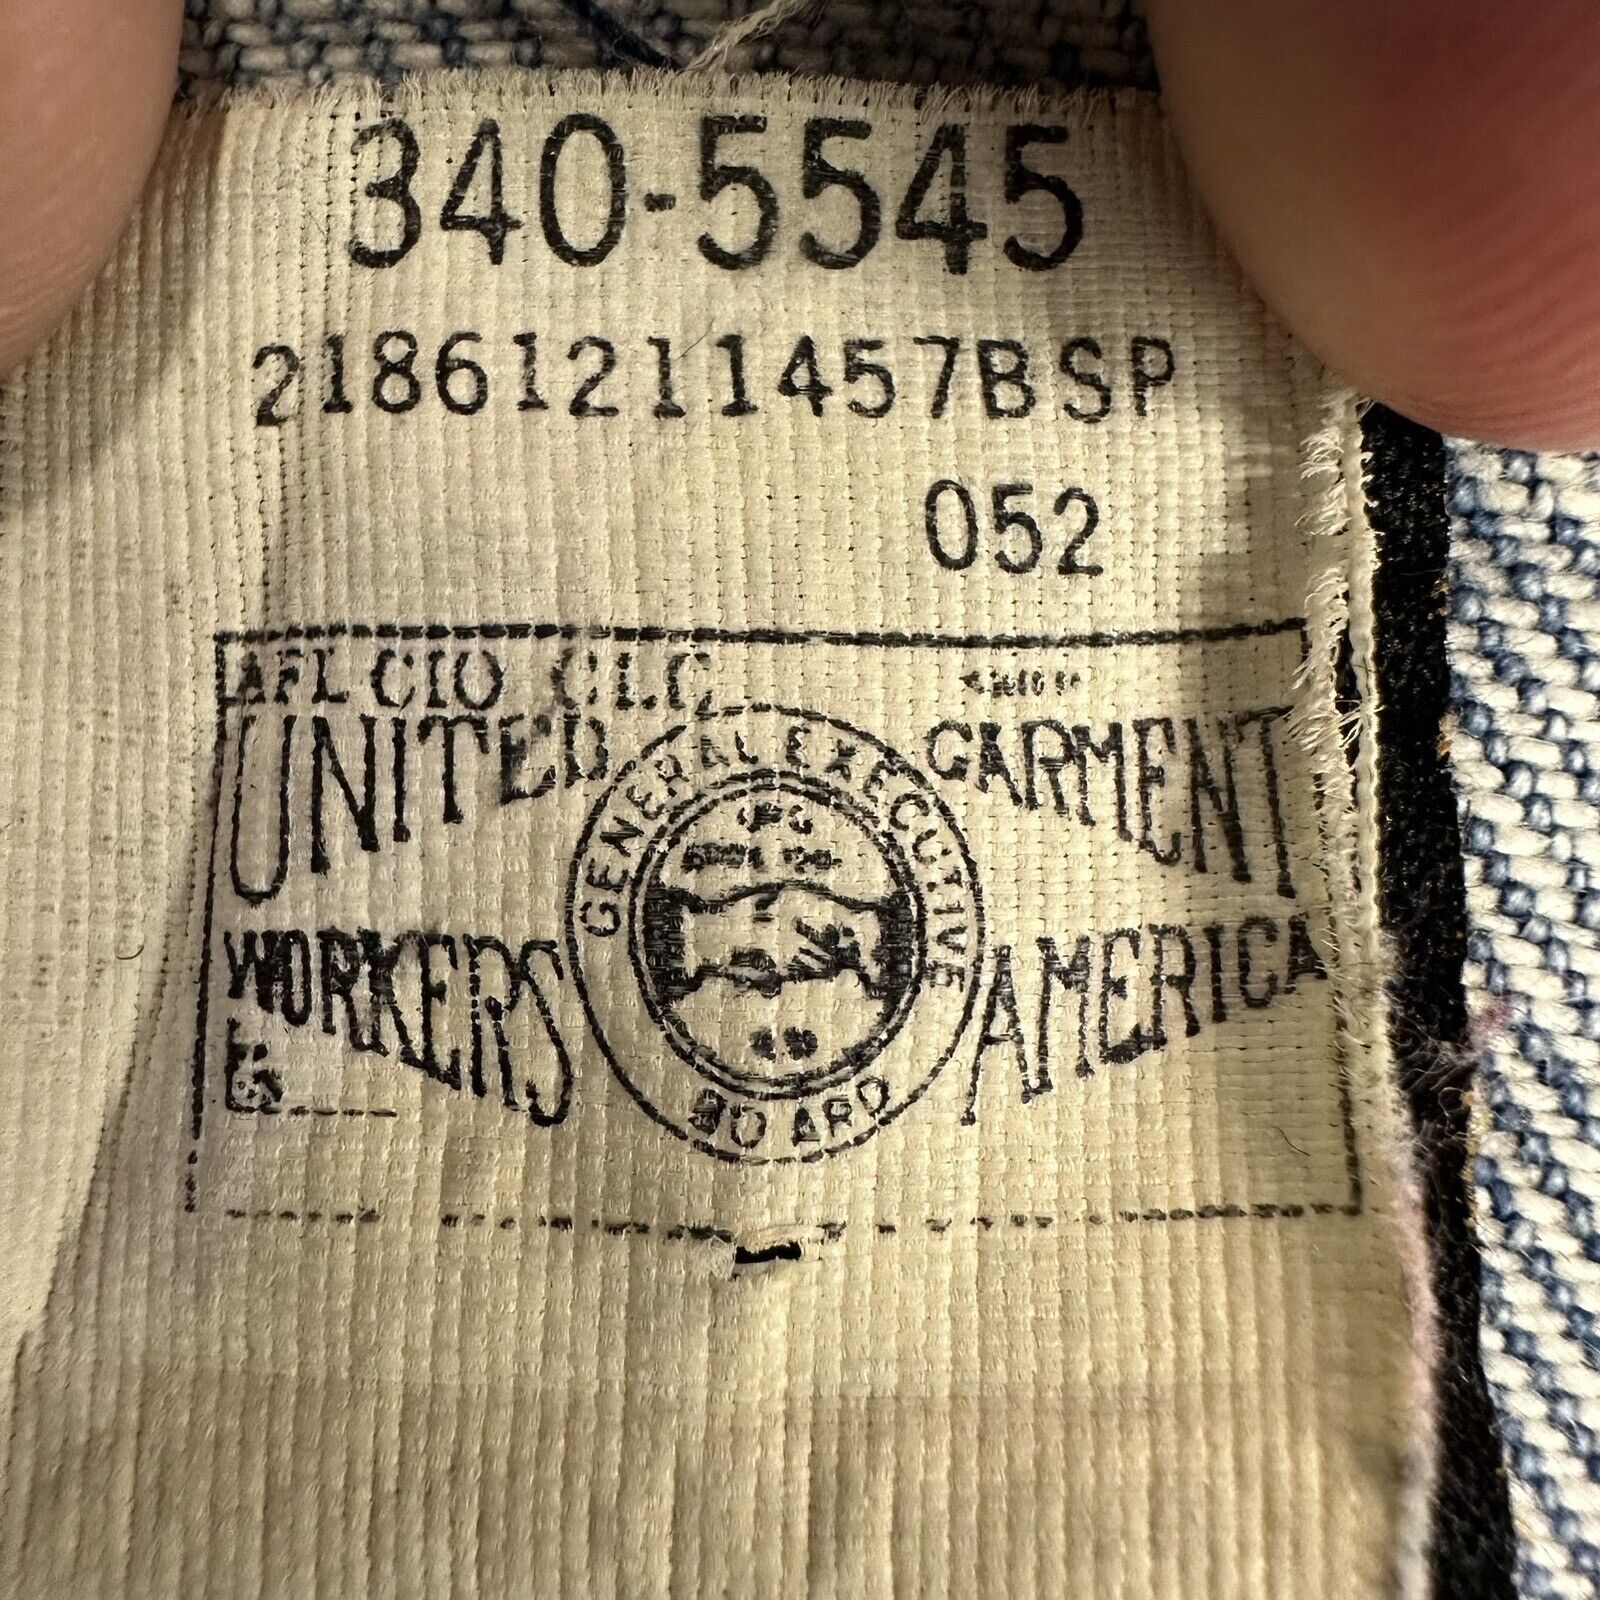 340-5545
21861211457BSP
052
AFL CIO CLC
UNITED GARMENT
WORKERS AMERICA
GENERAL EXECUTIVE
BOARD